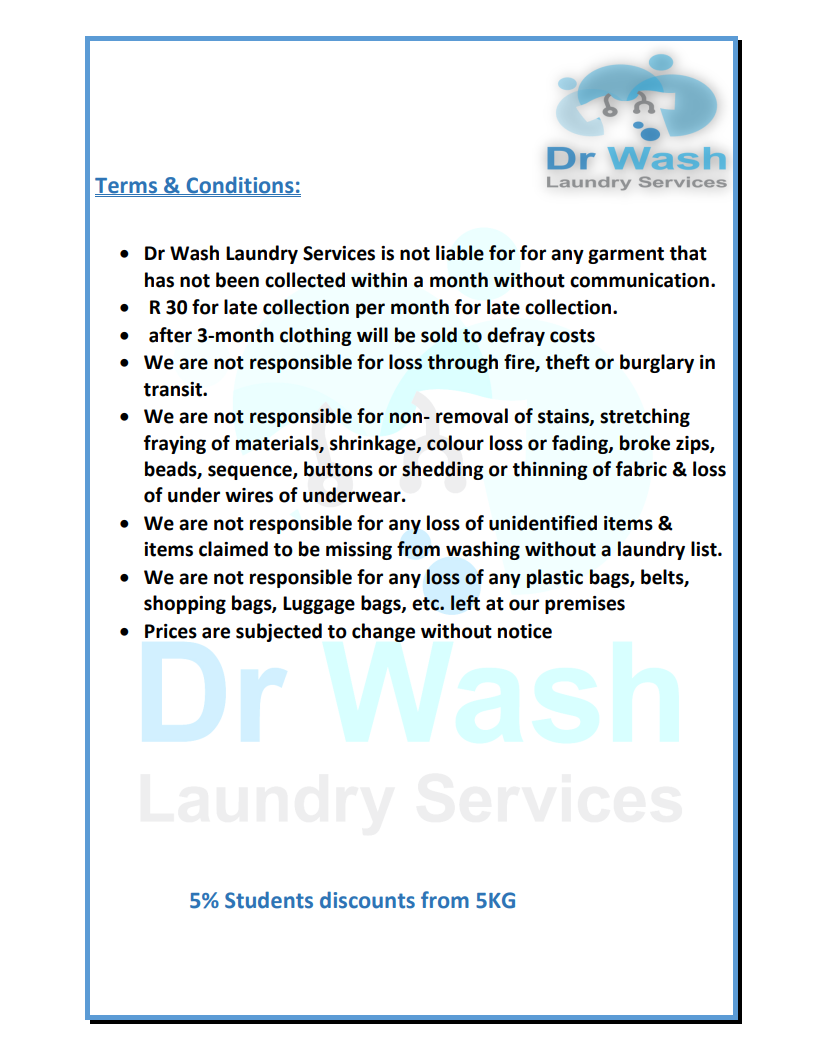 Dr Wash
Laundry Services
Terms & Conditions:
• Dr Wash Laundry Services is not liable for for any garment that
has not been collected within a month without communication.
• R 30 for late collection per month for late collection.
• after 3-month clothing will be sold to defray costs
• We are not responsible for loss through fire, theft or burglary in
transit.
• We are not responsible for non- removal of stains, stretching
fraying of materials, shrinkage, colour loss or fading, broke zips,
beads, sequence, buttons or shedding or thinning of fabric & loss
of under wires of underwear.
• We are not responsible for any loss of unidentified items &
items claimed to be missing from washing without a laundry list.
• We are not responsible for any loss of any plastic bags, belts,
shopping bags, Luggage bags, etc. left at our premises
• Prices are subjected to change without notice
Dr Wash
Laundry Services
5% Students discounts from 5KG